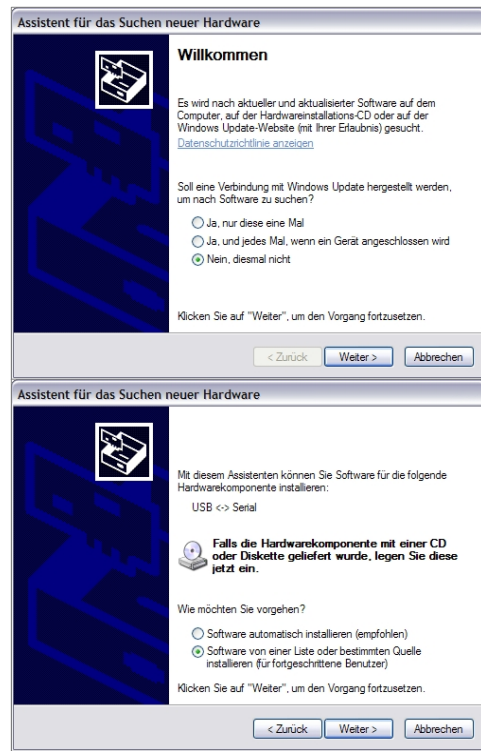 Assistent für das Suchen neuer Hardware
Willkommen
Es wird nach aktueller und aktualisierter Software auf dem
Computer, auf der Hardwareinstallations-CD oder auf der
Windows Update-Website (mit Ihrer Erlaubnis) gesucht.
Datenschutzrichtlinie anzeigen
Soll eine Verbindung mit Windows Update hergestellt werden,
um nach Software zu suchen?
Ja, nur diese eine Mal
Ja, und jedes Mal, wenn ein Gerät angeschlossen wird
Nein, diesmal nicht
Klicken Sie auf "Weiter", um den Vorgang fortzusetzen.
< Zurück Weiter > Abbrechen
Assistent für das Suchen neuer Hardware
Mit diesem Assistenten können Sie Software für die folgende
Hardwarekomponente installieren:
USB <-> Serial
Falls die Hardwarekomponente mit einer CD
oder Diskette geliefert wurde, legen Sie diese
jetzt ein.
Wie möchten Sie vorgehen?
Software automatisch installieren (empfohlen)
Software von einer Liste oder bestimmten Quelle
installieren (für fortgeschrittene Benutzer)
Klicken Sie auf "Weiter", um den Vorgang fortzusetzen.
< Zurück Weiter > Abbrechen